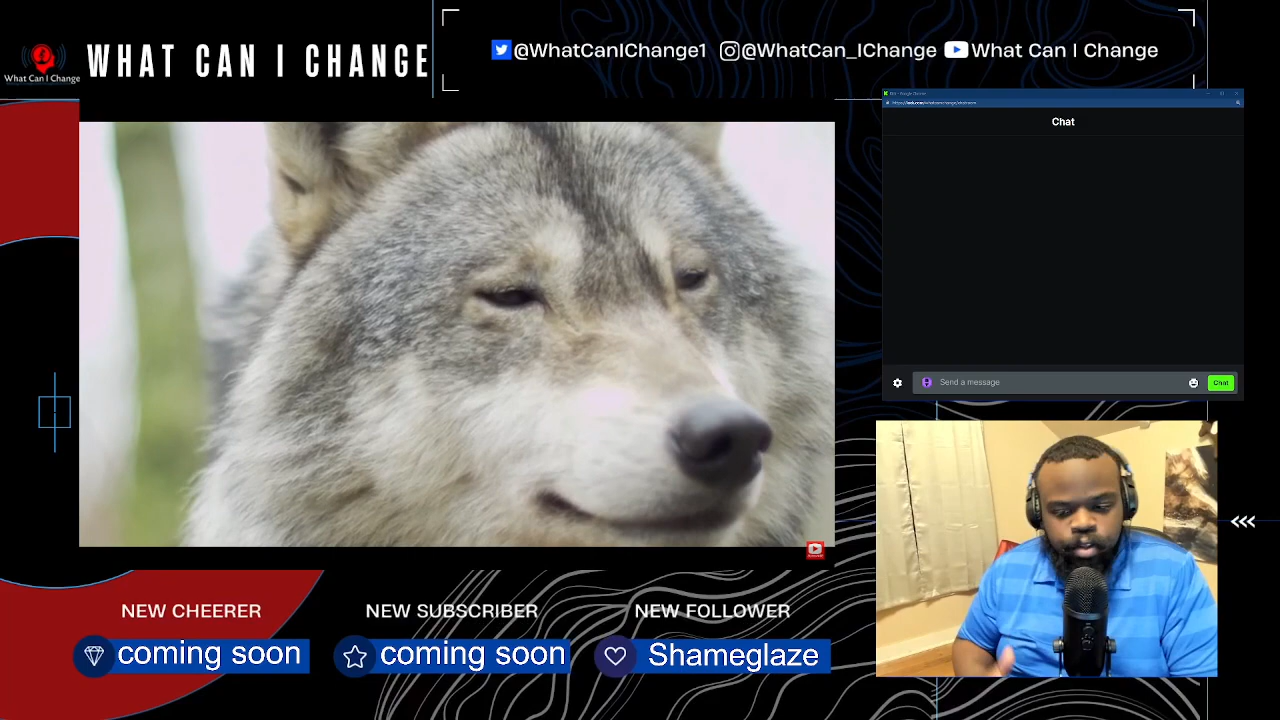 What Can I Change
WHAT CAN I CHANGE
@WhatCanIChange1 @WhatCan_IChange What Can I Change
Chat
Send a message
Chat
NEW CHEERER
coming soon
NEW SUBSCRIBER
coming soon
NEW FOLLOWER
Shameglaze